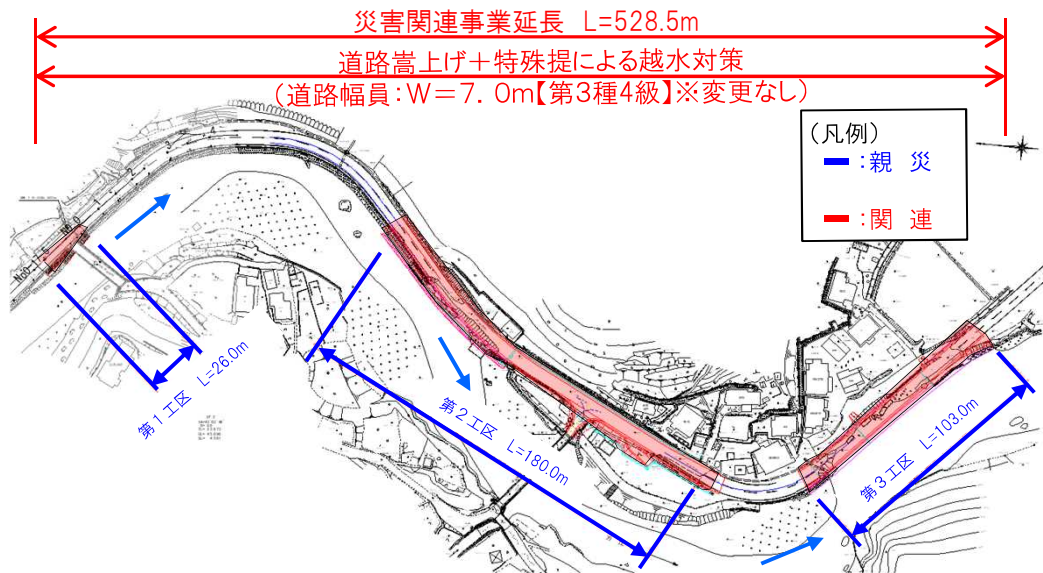 災害関連事業延長 L=528.5m
道路嵩上げ＋特殊提による越水対策
（道路幅員：Ｗ＝７．０ｍ【第３種４級】※変更なし）
（凡例）
：親　災
：関　連
第１工区　L=26.0m
第２工区　L=180.0m
第３工区　L=103.0m